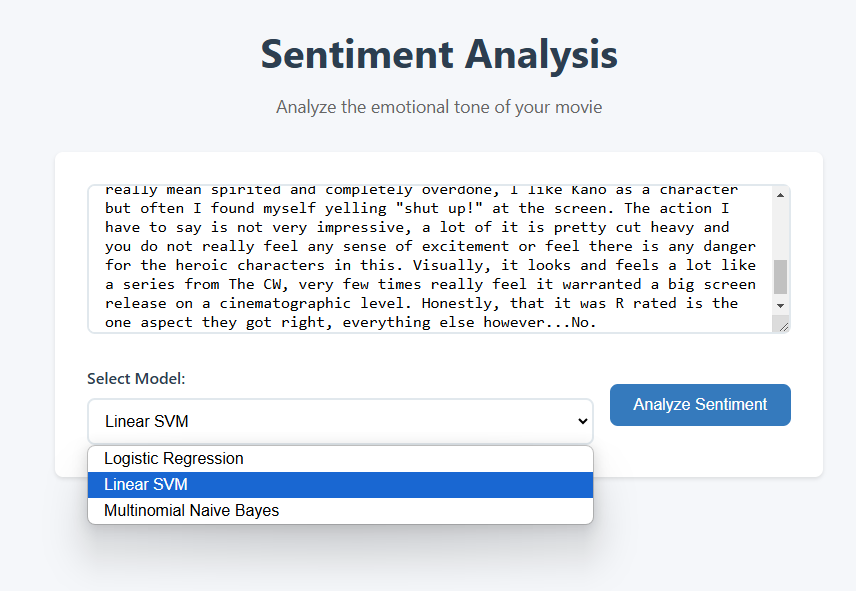 Sentiment Analysis
Analyze the emotional tone of your movie
really mean spirited and completely overdone, I like Kano as a character
but often I found myself yelling "shut up!" at the screen. The action I
have to say is not very impressive, a lot of it is pretty cut heavy and
you do not really feel any sense of excitement or feel there is any danger
for the heroic characters in this. Visually, it looks and feels a lot like
a series from The CW, very few times really feel it warranted a big screen
release on a cinematographic level. Honestly, that it was R rated is the
one aspect they got right, everything else however...No.
Select Model:
Linear SVM
Analyze Sentiment
Logistic Regression
Linear SVM
Multinomial Naive Bayes